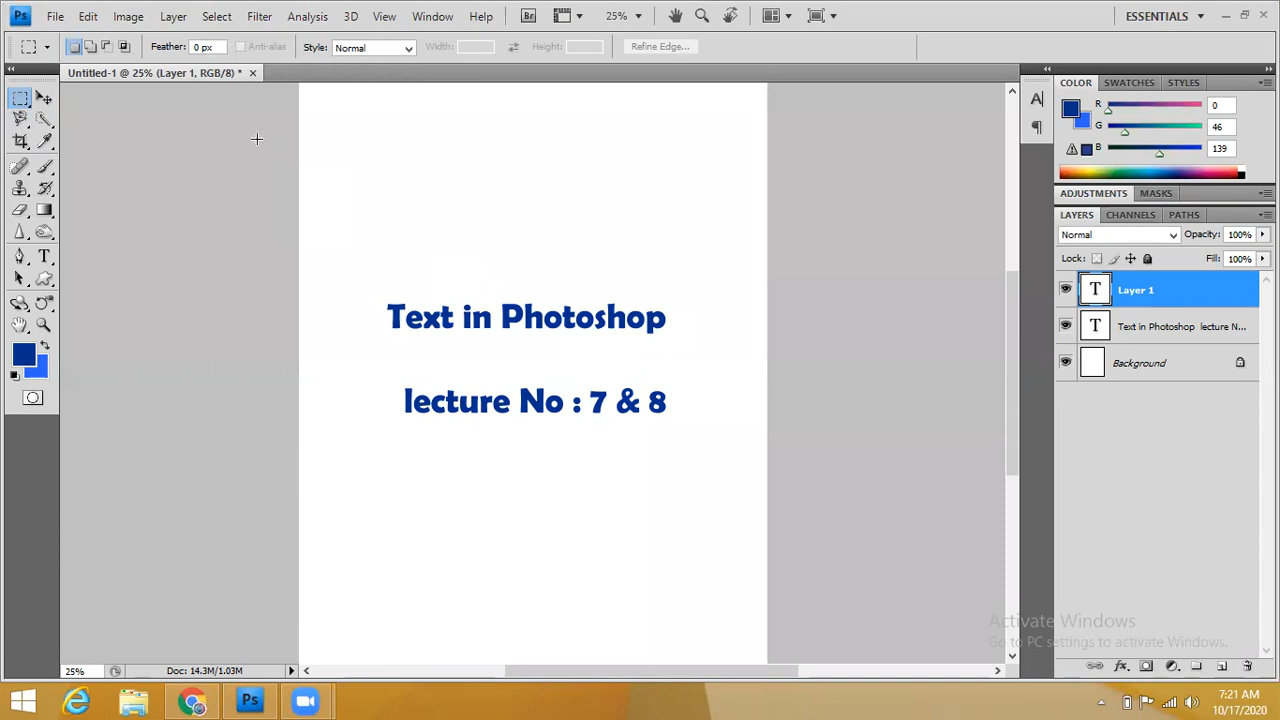 Ps File Edit Image Layer Select Filter Analysis 3D View Window Help Br 25% ESSENTIALS
Feather: 0 px Anti-alias Style: Normal Width: Height: Refine Edge...
Untitled-1 @ 25% (Layer 1, RGB/8) *
COLOR SWATCHES STYLES
R 0
G 46
B 139
ADJUSTMENTS MASKS
LAYERS CHANNELS PATHS
Normal Opacity: 100%
Lock: Fill: 100%
T Layer 1
T Text in Photoshop lecture N...
Background
Text in Photoshop
lecture No : 7 & 8
Activate Windows
Go to PC settings to activate Windows.
25% Doc: 14.3M/1.03M
Ps
7:21 AM
10/17/2020